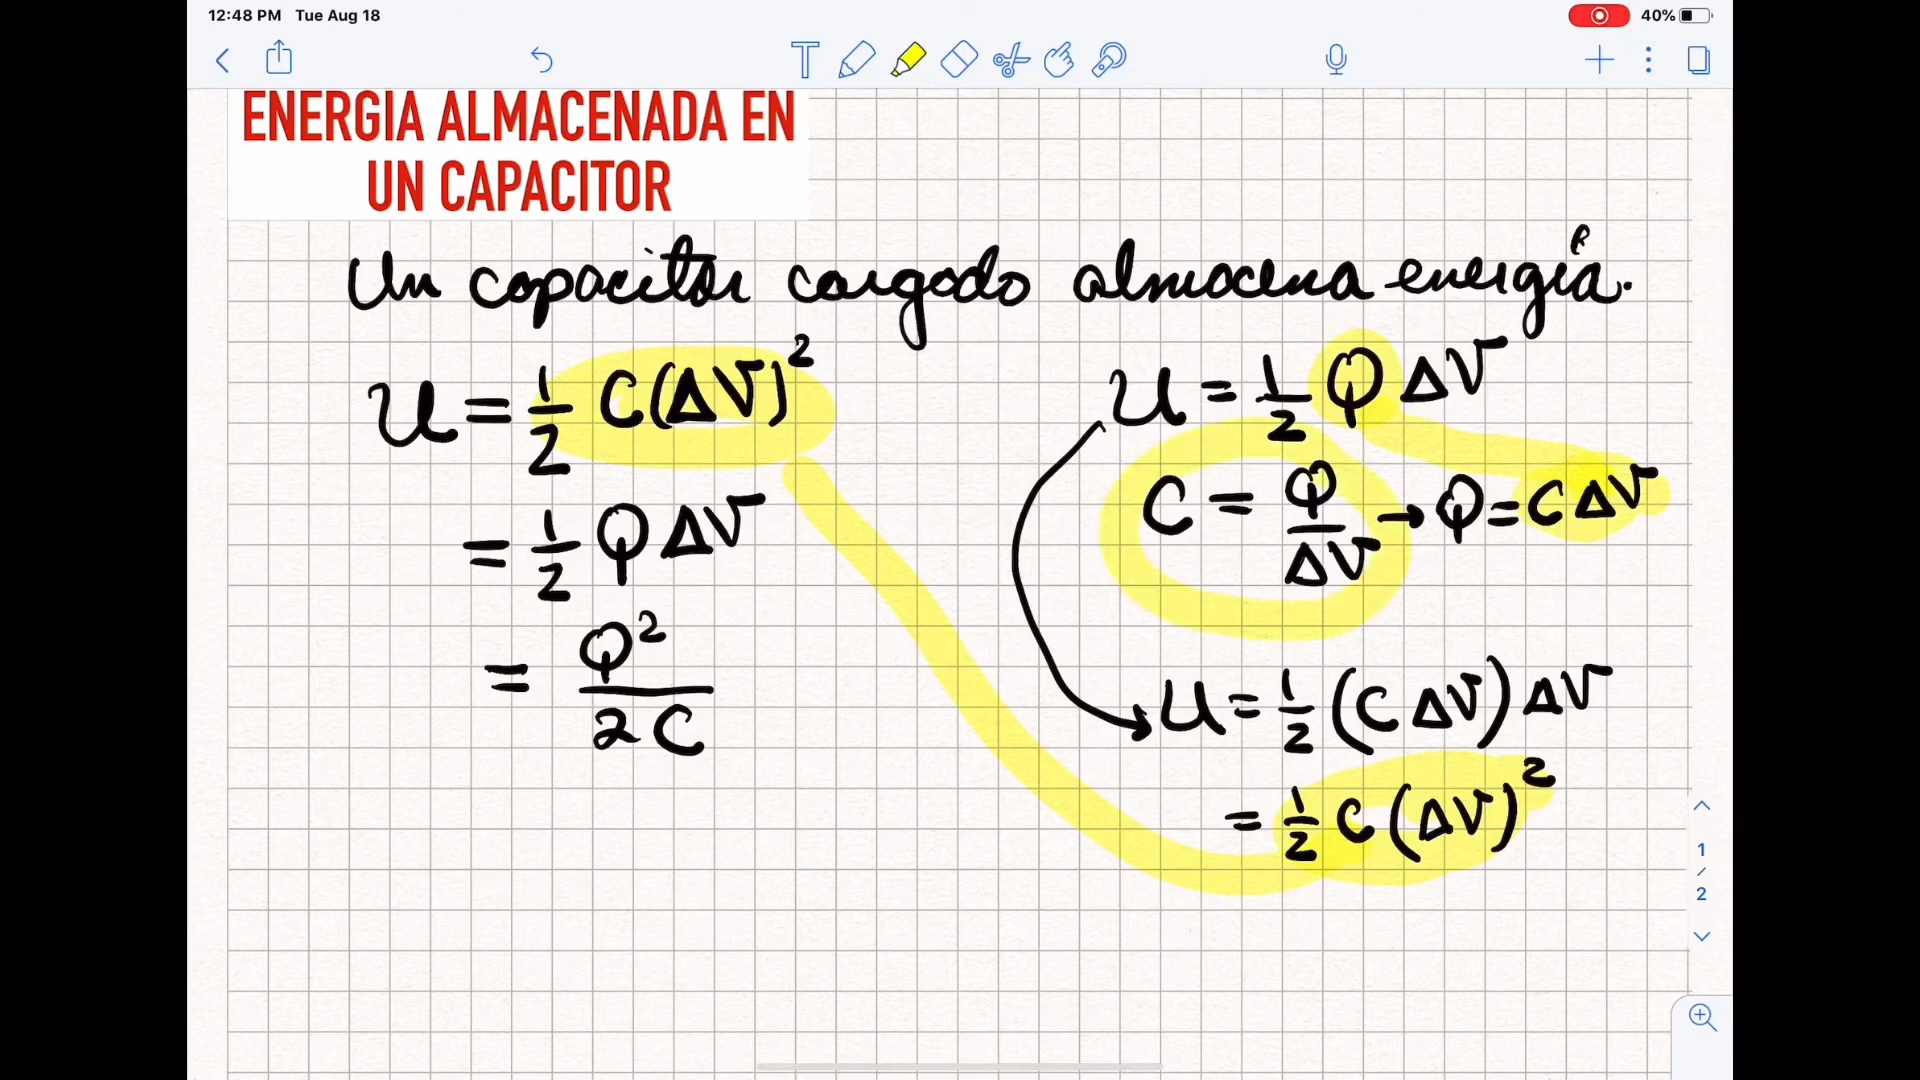 12:48 PM Tue Aug 18
40%
ENERGIA ALMACENADA EN
UN CAPACITOR
Un capacitor cargado almacena energía.
U = 1/2 C(ΔV)²
= 1/2 Q ΔV
= Q²/2C
U = 1/2 Q ΔV
C = Q/ΔV → Q = C ΔV
U = 1/2 (C ΔV) ΔV
= 1/2 C (ΔV)²
1
/
2